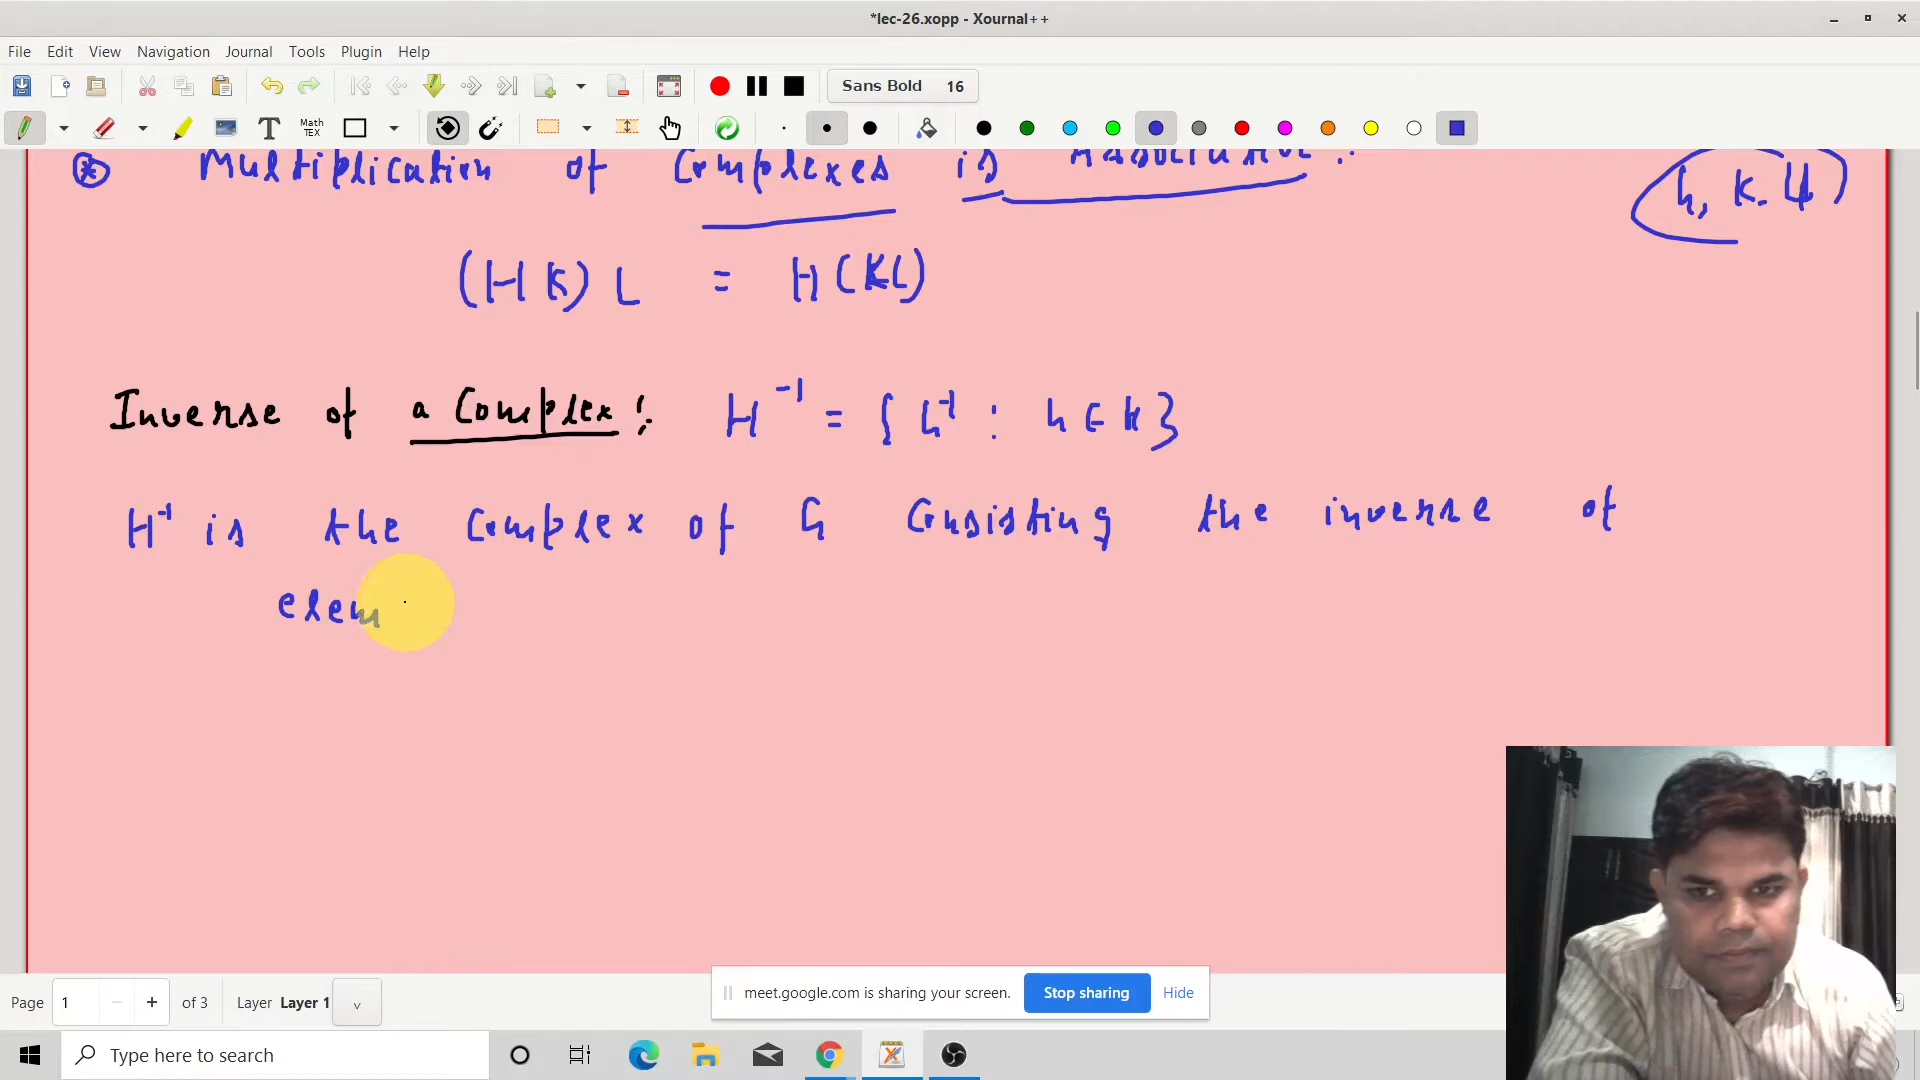 *lec-26.xopp - Xournal++
File Edit View Navigation Journal Tools Plugin Help
Sans Bold 16
Math TEX
* Multiplication of Complexes is Associative :
h, k.
(HK) L = H(KL)
Inverse of a Complex : H⁻¹ = { h⁻¹ : h ∈ H }
H⁻¹ is the Complex of G Consisting the inverse of
elem
Page 1 of 3 Layer Layer 1
meet.google.com is sharing your screen. Stop sharing Hide
Type here to search